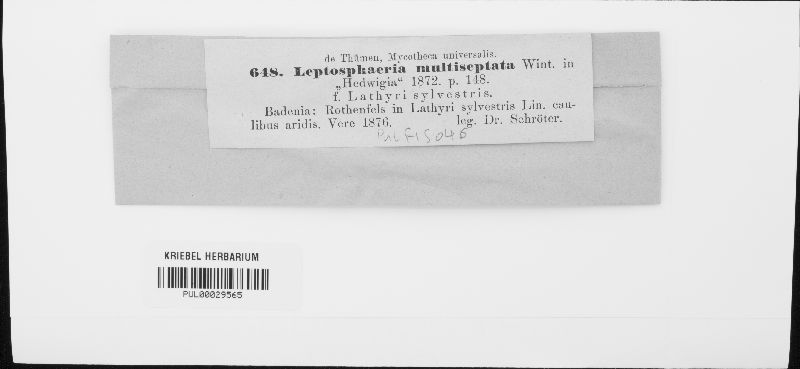 de Thümen, Mycotheca universalis.
648. Leptosphaeria multiseptata Wint. in
„Hedwigia“ 1872. p. 148.
f. Lathyri sylvestris.
Badenia: Rothenfels in Lathyri sylvestris Lin. cau-
libus aridis. Vere 1876. leg. Dr. Schröter.
PUL F15046
KRIEBEL HERBARIUM
PUL00029565